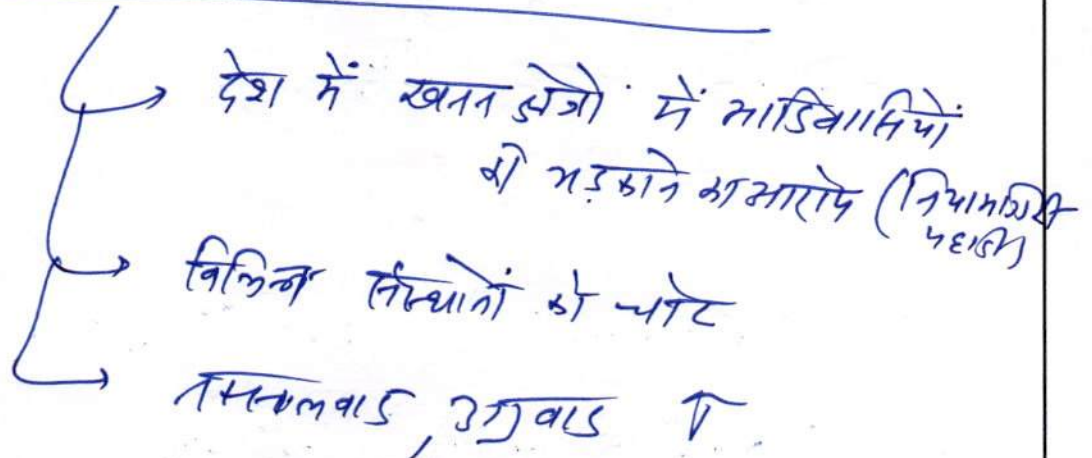 देश में खनन क्षेत्रो में आदिवासियों
को भड़काने का आरोप (नियामगिरी
पहाडी)
विभिन्न संस्थानों को चोट
नक्सलवाद, उग्रवाद ↑